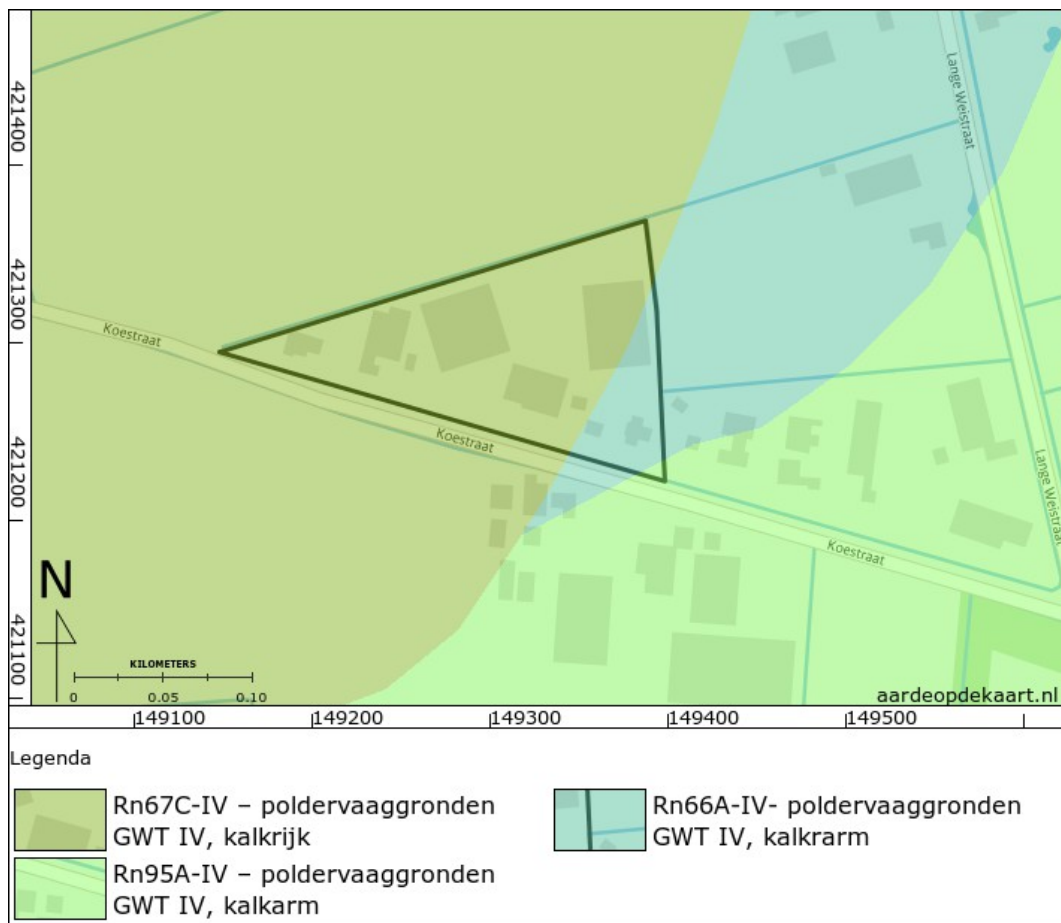 Lange Weistraat
421400
421300
Koestraat
Koestraat
421200
Lange Weistraat
Koestraat
N
KILOMETERS
0 0.05 0.10
421100
aardeopdekaart.nl
149100 149200 149300 149400 149500
Legenda
Rn67C-IV – poldervaaggronden
GWT IV, kalkrijk
Rn66A-IV- poldervaaggronden
GWT IV, kalkrarm
Rn95A-IV – poldervaaggronden
GWT IV, kalkarm